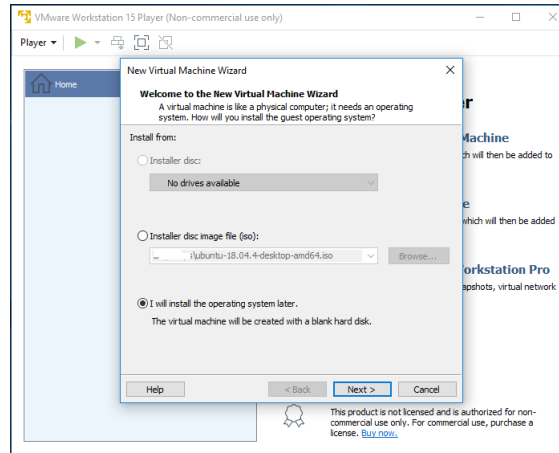 VMware Workstation 15 Player (Non-commercial use only)
Player
Home
New Virtual Machine Wizard
Welcome to the New Virtual Machine Wizard
A virtual machine is like a physical computer; it needs an operating
system. How will you install the guest operating system?
Install from:
Installer disc:
No drives available
Installer disc image file (iso):
\ubuntu-18.04.4-desktop-amd64.iso
Browse...
I will install the operating system later.
The virtual machine will be created with a blank hard disk.
Help
< Back
Next >
Cancel
Machine
will then be added to
which will then be added
Workstation Pro
snapshots, virtual network
This product is not licensed and is authorized for non-
commercial use only. For commercial use, purchase a
license. Buy now.